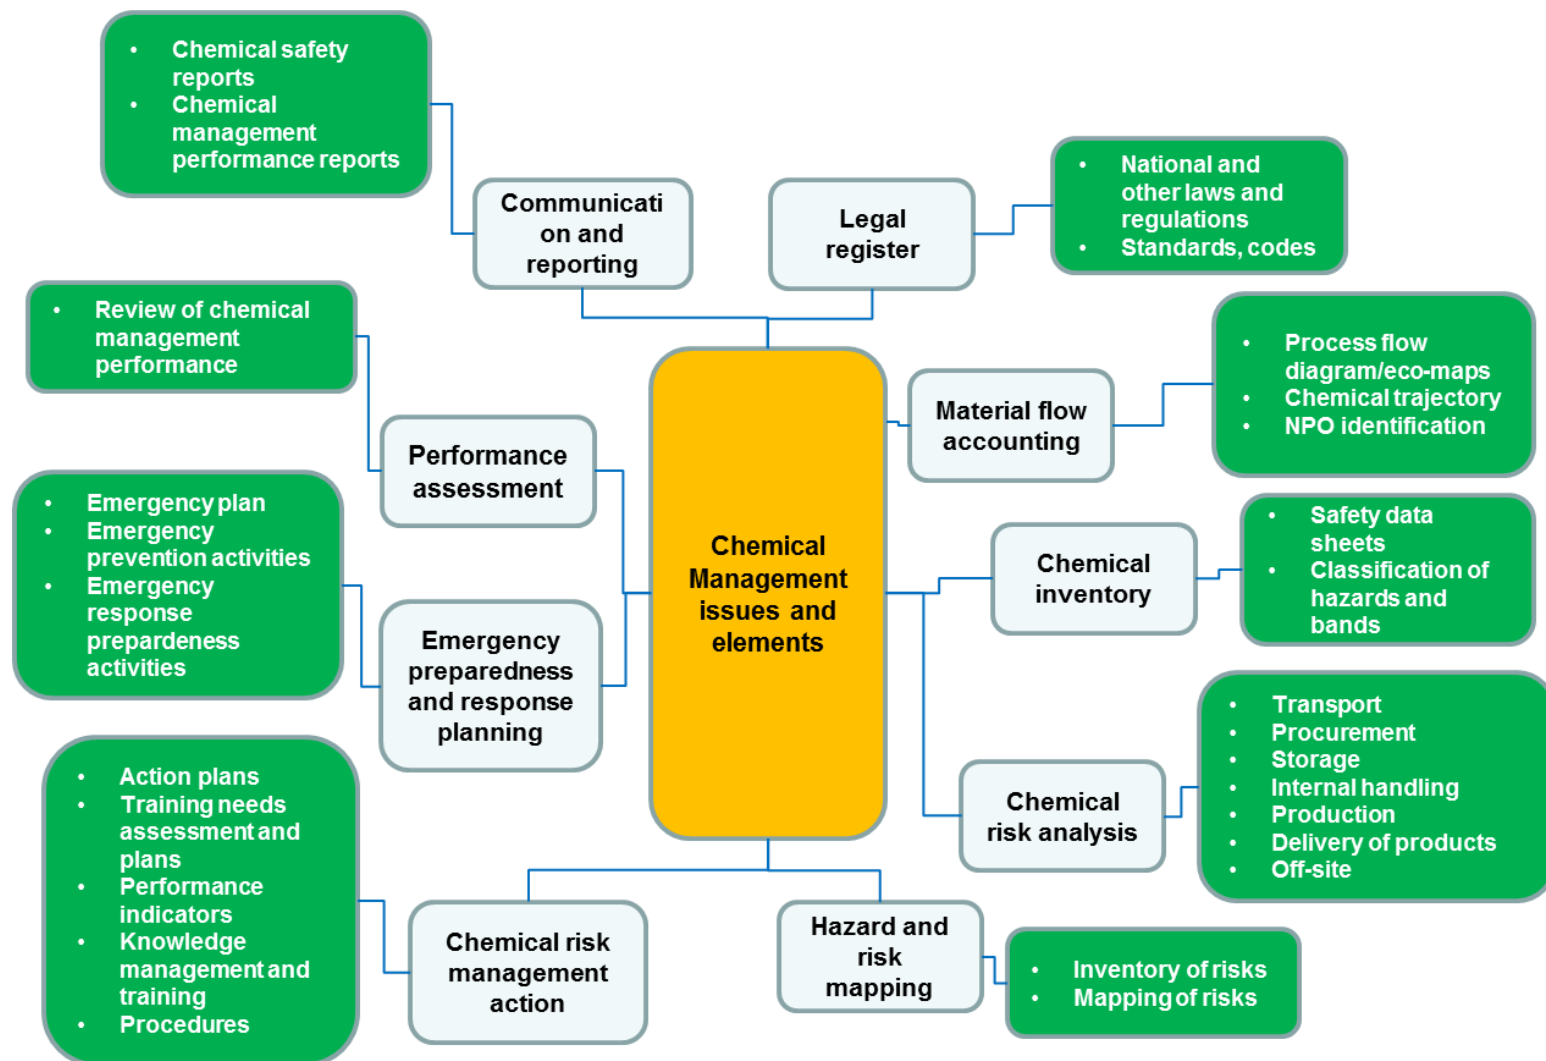 • Chemical safety
reports
• Chemical
management
performance reports
Communicati
on and
reporting
Legal
register
• National and
other laws and
regulations
• Standards, codes
• Review of chemical
management
performance
Performance
assessment
Material flow
accounting
• Process flow
diagram/eco-maps
• Chemical trajectory
• NPO identification
• Emergency plan
• Emergency
prevention activities
• Emergency
response
prepardeness
activities
Emergency
preparedness
and response
planning
Chemical
Management
issues and
elements
Chemical
inventory
• Safety data
sheets
• Classification of
hazards and
bands
Chemical
risk analysis
• Transport
• Procurement
• Storage
• Internal handling
• Production
• Delivery of products
• Off-site
• Action plans
• Training needs
assessment and
plans
• Performance
indicators
• Knowledge
management and
training
• Procedures
Chemical risk
management
action
Hazard and
risk
mapping
• Inventory of risks
• Mapping of risks